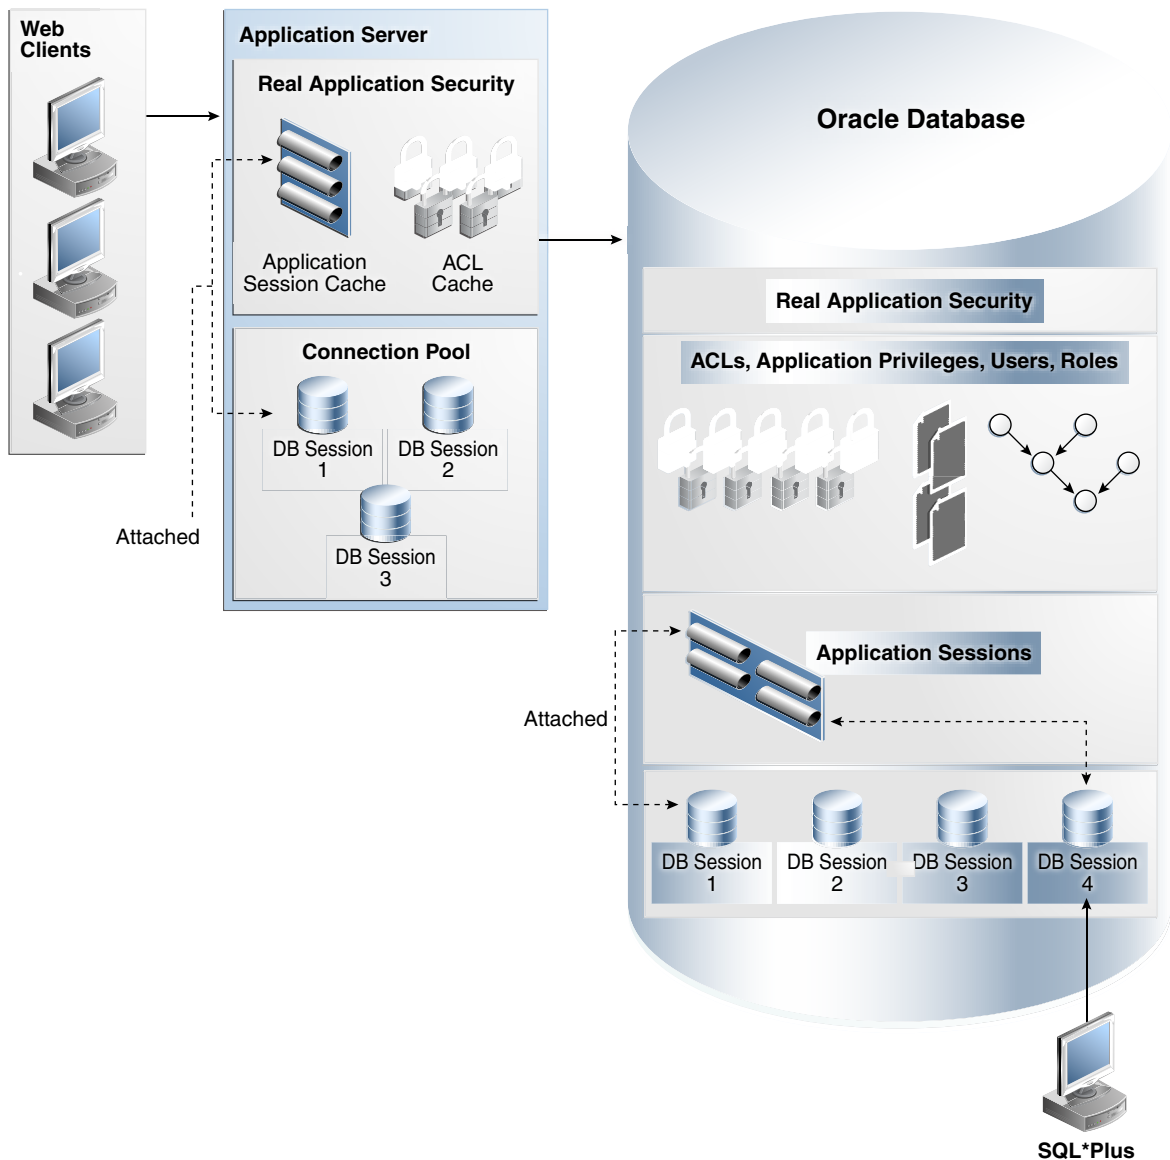 Web
Clients
Application Server
Real Application Security
Application
Session Cache
ACL
Cache
Connection Pool
DB Session
1
DB Session
2
DB Session
3
Attached
Oracle Database
Real Application Security
ACLs, Application Privileges, Users, Roles
Application Sessions
Attached
DB Session
1
DB Session
2
DB Session
3
DB Session
4
SQL*Plus